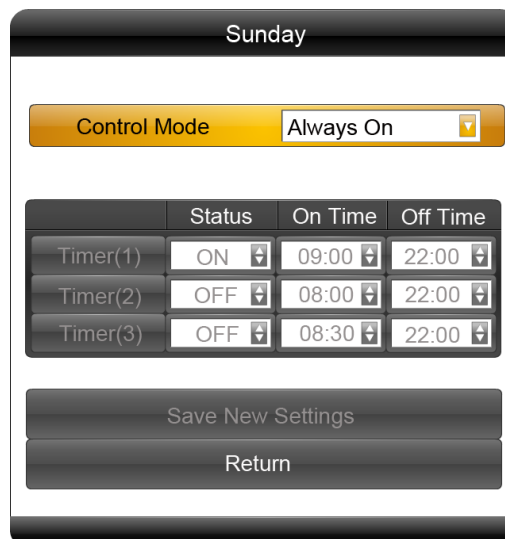 Sunday
Control Mode Always On
Status On Time Off Time
Timer(1) ON 09:00 22:00
Timer(2) OFF 08:00 22:00
Timer(3) OFF 08:30 22:00
Save New Settings
Return